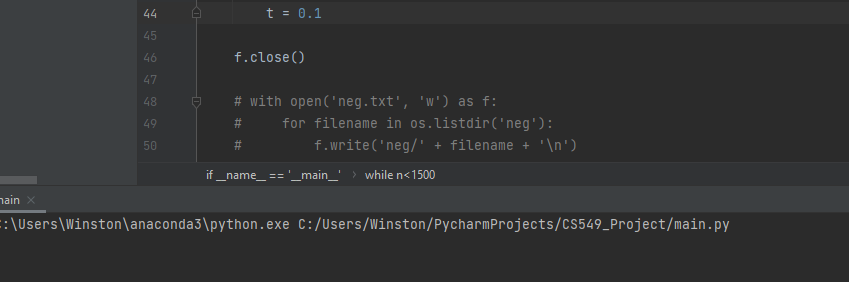 44 t = 0.1
45
46 f.close()
47
48 # with open('neg.txt', 'w') as f:
49 #     for filename in os.listdir('neg'):
50 #         f.write('neg/' + filename + '\n')
if __name__ == '__main__' › while n<1500
main ×
:\Users\Winston\anaconda3\python.exe C:/Users/Winston/PycharmProjects/CS549_Project/main.py